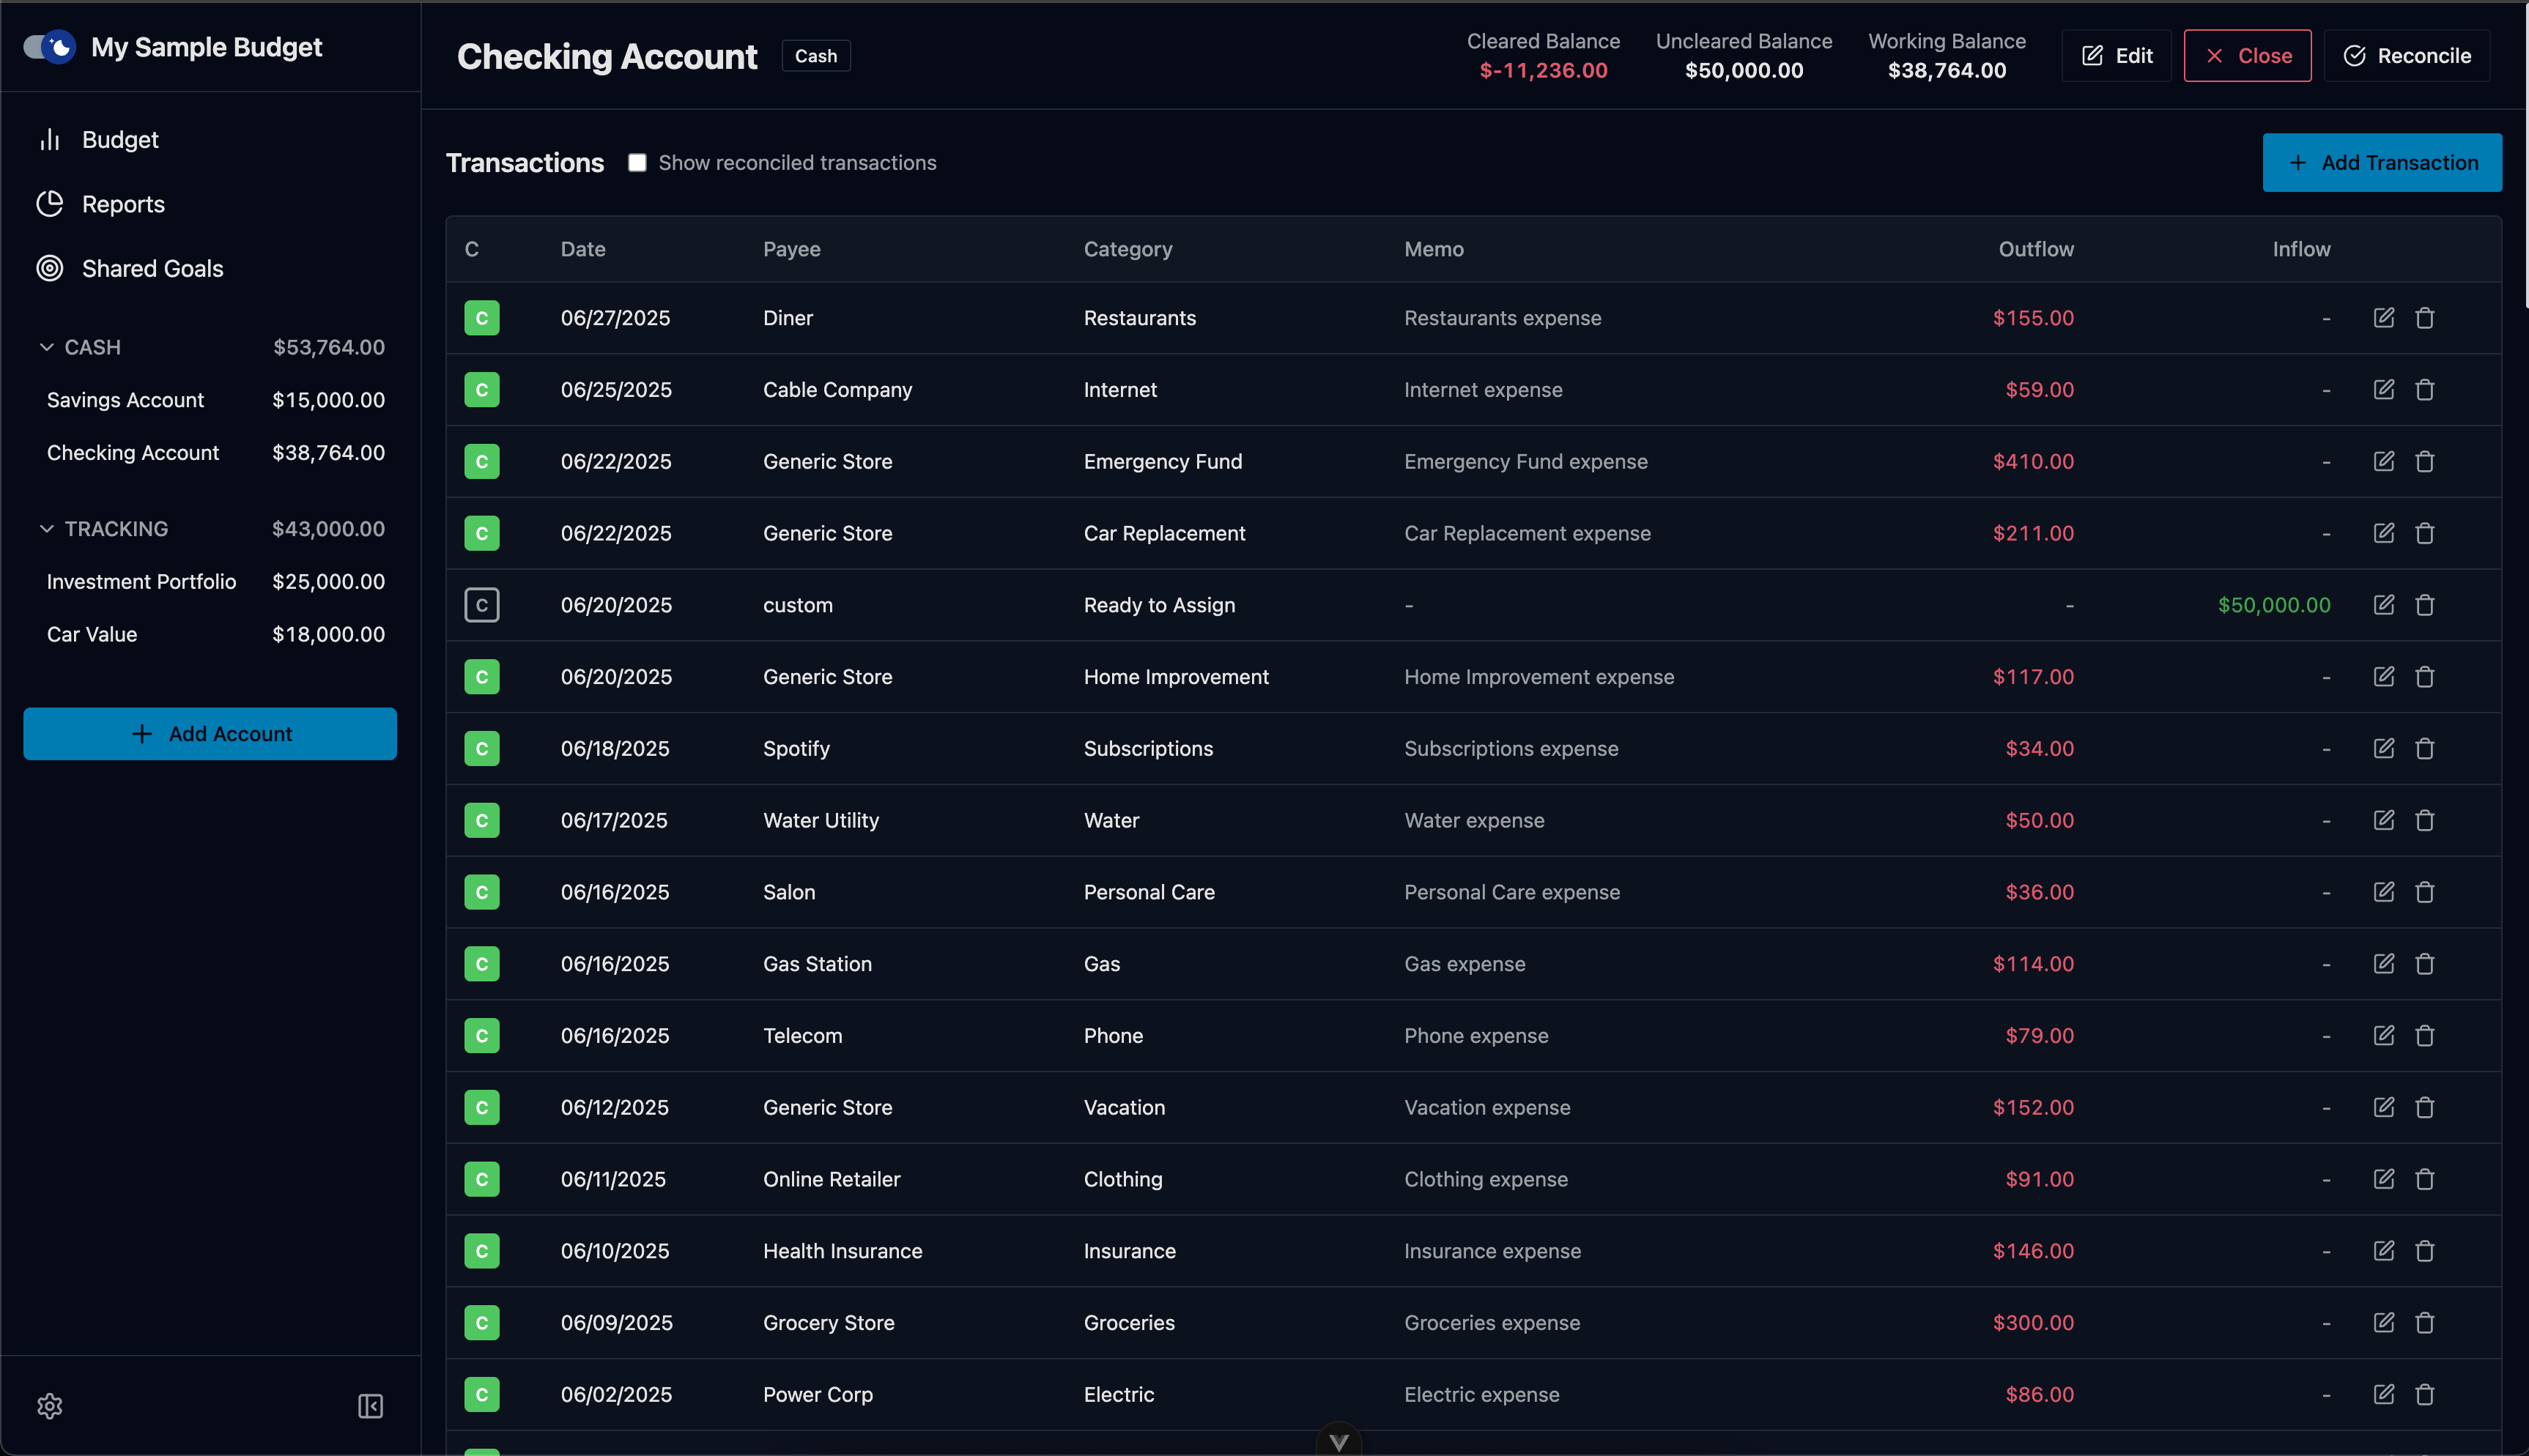 My Sample Budget
Budget
Reports
Shared Goals
CASH $53,764.00
Savings Account $15,000.00
Checking Account $38,764.00
TRACKING $43,000.00
Investment Portfolio $25,000.00
Car Value $18,000.00
+ Add Account
Checking Account Cash
Cleared Balance Uncleared Balance Working Balance
$-11,236.00 $50,000.00 $38,764.00
Edit Close Reconcile
Transactions Show reconciled transactions + Add Transaction
C Date Payee Category Memo Outflow Inflow
C 06/27/2025 Diner Restaurants Restaurants expense $155.00 -
C 06/25/2025 Cable Company Internet Internet expense $59.00 -
C 06/22/2025 Generic Store Emergency Fund Emergency Fund expense $410.00 -
C 06/22/2025 Generic Store Car Replacement Car Replacement expense $211.00 -
C 06/20/2025 custom Ready to Assign - - $50,000.00
C 06/20/2025 Generic Store Home Improvement Home Improvement expense $117.00 -
C 06/18/2025 Spotify Subscriptions Subscriptions expense $34.00 -
C 06/17/2025 Water Utility Water Water expense $50.00 -
C 06/16/2025 Salon Personal Care Personal Care expense $36.00 -
C 06/16/2025 Gas Station Gas Gas expense $114.00 -
C 06/16/2025 Telecom Phone Phone expense $79.00 -
C 06/12/2025 Generic Store Vacation Vacation expense $152.00 -
C 06/11/2025 Online Retailer Clothing Clothing expense $91.00 -
C 06/10/2025 Health Insurance Insurance Insurance expense $146.00 -
C 06/09/2025 Grocery Store Groceries Groceries expense $300.00 -
C 06/02/2025 Power Corp Electric Electric expense $86.00 -